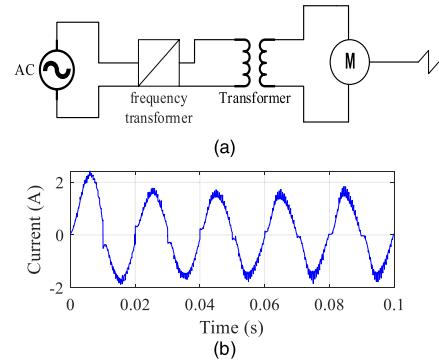 AC
M
frequency
transformer
Transformer
(a)
Current (A)
2
0
-2
0
0.02
0.04
0.06
0.08
0.1
Time (s)
(b)